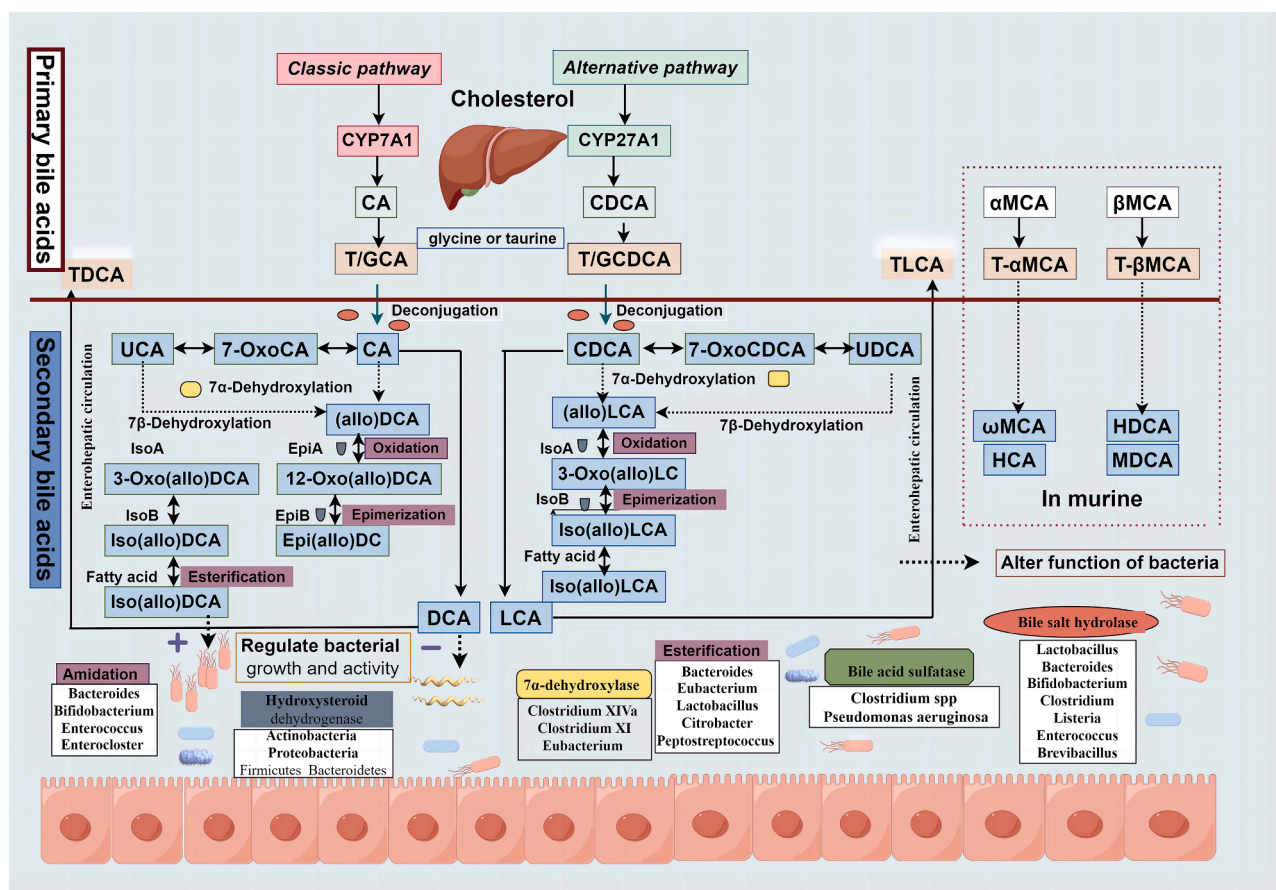 Primary bile acids
Classic pathway
Alternative pathway
Cholesterol
CYP7A1
CYP27A1
CA
CDCA
glycine or taurine
T/GCA
T/GCDCA
TDCA
TLCA
αMCA
βMCA
T-αMCA
T-βMCA
Secondary bile acids
Enterohepatic circulation
Deconjugation
Deconjugation
UCA
7-OxoCA
CA
CDCA
7-OxoCDCA
UDCA
7α-Dehydroxylation
7α-Dehydroxylation
7β-Dehydroxylation
7β-Dehydroxylation
(allo)DCA
(allo)LCA
IsoA
EpiA
Oxidation
IsoA
Oxidation
3-Oxo(allo)DCA
12-Oxo(allo)DCA
3-Oxo(allo)LC
IsoB
EpiB
Epimerization
IsoB
Epimerization
Iso(allo)DCA
Epi(allo)DC
Iso(allo)LCA
Fatty acid
Esterification
Fatty acid
Iso(allo)DCA
Iso(allo)LCA
DCA
LCA
Enterohepatic circulation
ωMCA
HCA
HDCA
MDCA
In murine
Alter function of bacteria
+
Regulate bacterial
growth and activity
−
Amidation
Bacteroides
Bifidobacterium
Enterococcus
Enterocloster
Hydroxysteroid
dehydrogenase
Actinobacteria
Proteobacteria
Firmicutes Bacteroidetes
7α-dehydroxylase
Clostridium XIVa
Clostridium XI
Eubacterium
Esterification
Bacteroides
Eubacterium
Lactobacillus
Citrobacter
Peptostreptococcus
Bile acid sulfatase
Clostridium spp
Pseudomonas aeruginosa
Bile salt hydrolase
Lactobacillus
Bacteroides
Bifidobacterium
Clostridium
Listeria
Enterococcus
Brevibacillus